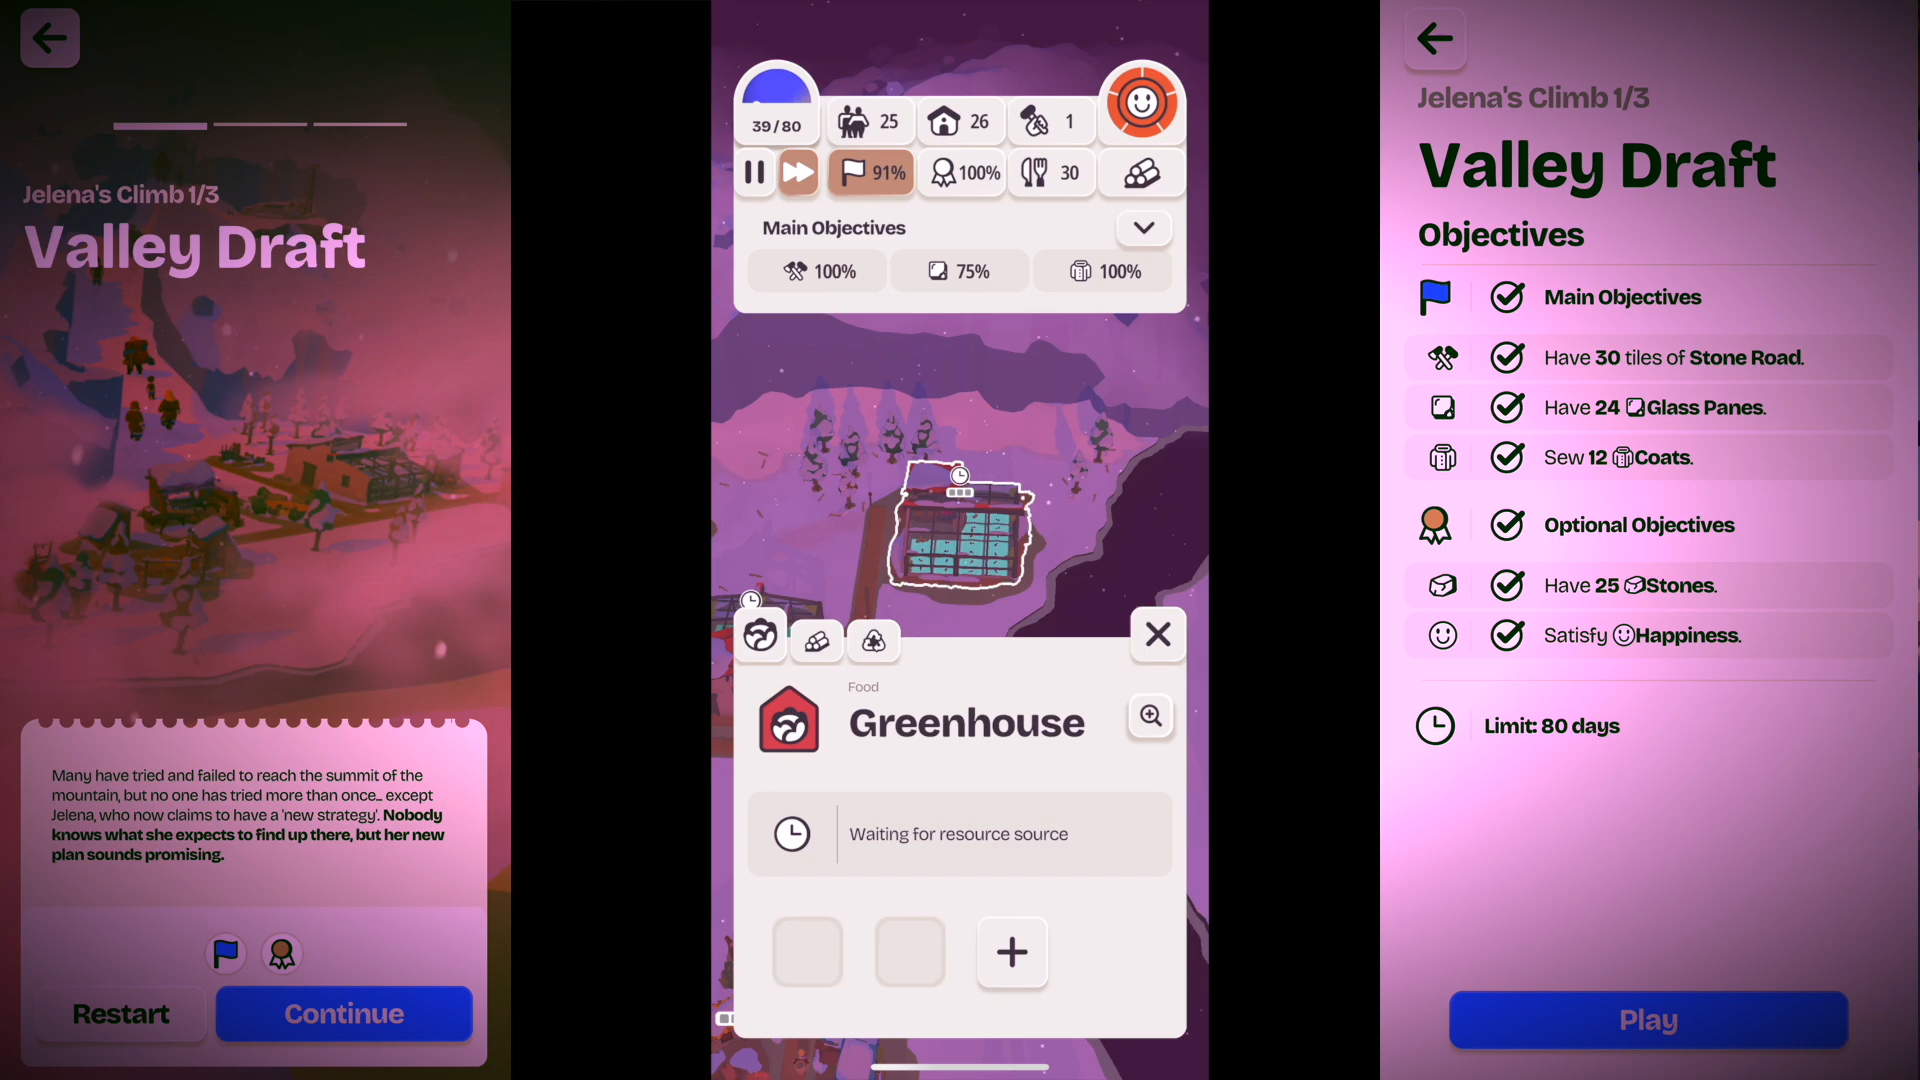 Jelena's Climb 1/3
Valley Draft
Many have tried and failed to reach the summit of the
mountain, but no one has tried more than once... except
Jelena, who now claims to have a 'new strategy'. Nobody
knows what she expects to find up there, but her new
plan sounds promising.
Restart
Continue
39/80
25
26
1
91%
100%
30
Main Objectives
100%
75%
100%
Food
Greenhouse
Waiting for resource source
Jelena's Climb 1/3
Valley Draft
Objectives
Main Objectives
Have 30 tiles of Stone Road.
Have 24 Glass Panes.
Sew 12 Coats.
Optional Objectives
Have 25 Stones.
Satisfy Happiness.
Limit: 80 days
Play